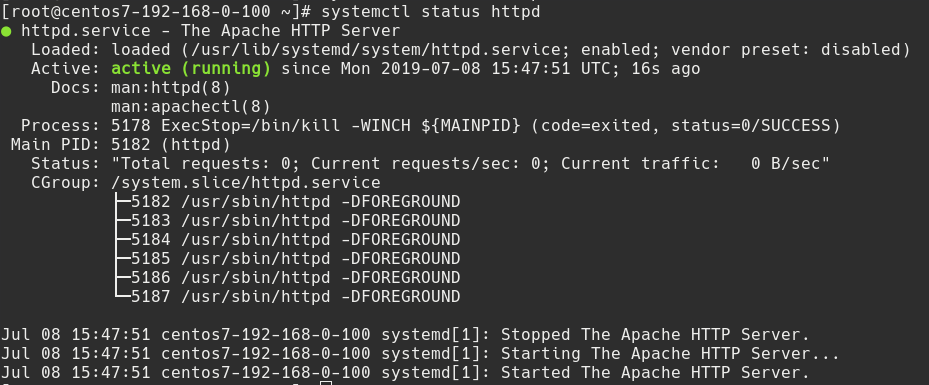 [root@centos7-192-168-0-100 ~]# systemctl status httpd
● httpd.service - The Apache HTTP Server
   Loaded: loaded (/usr/lib/systemd/system/httpd.service; enabled; vendor preset: disabled)
   Active: active (running) since Mon 2019-07-08 15:47:51 UTC; 16s ago
     Docs: man:httpd(8)
           man:apachectl(8)
  Process: 5178 ExecStop=/bin/kill -WINCH ${MAINPID} (code=exited, status=0/SUCCESS)
 Main PID: 5182 (httpd)
   Status: "Total requests: 0; Current requests/sec: 0; Current traffic:   0 B/sec"
   CGroup: /system.slice/httpd.service
           ├─5182 /usr/sbin/httpd -DFOREGROUND
           ├─5183 /usr/sbin/httpd -DFOREGROUND
           ├─5184 /usr/sbin/httpd -DFOREGROUND
           ├─5185 /usr/sbin/httpd -DFOREGROUND
           ├─5186 /usr/sbin/httpd -DFOREGROUND
           └─5187 /usr/sbin/httpd -DFOREGROUND
Jul 08 15:47:51 centos7-192-168-0-100 systemd[1]: Stopped The Apache HTTP Server.
Jul 08 15:47:51 centos7-192-168-0-100 systemd[1]: Starting The Apache HTTP Server...
Jul 08 15:47:51 centos7-192-168-0-100 systemd[1]: Started The Apache HTTP Server.